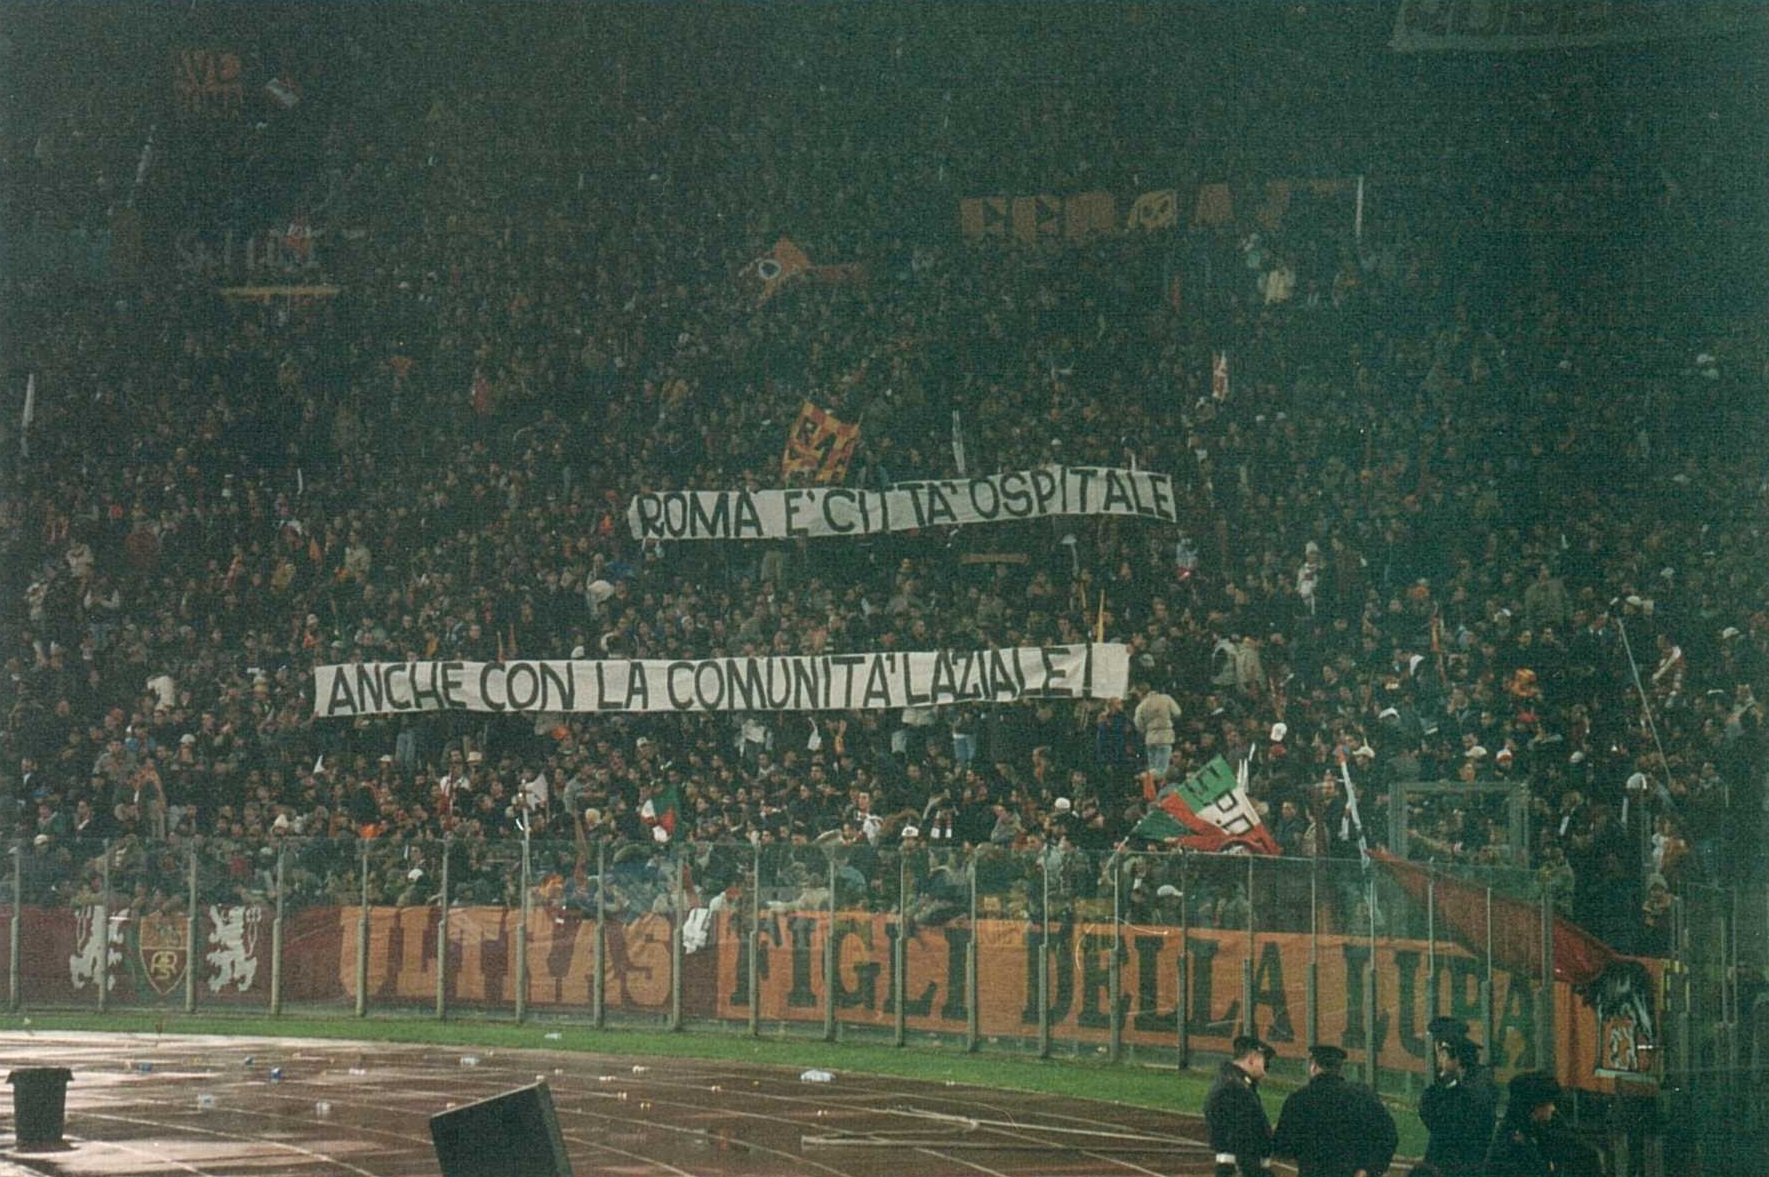 ROMA E' CITTA' OSPITALE
ANCHE CON LA COMUNITA' LAZIALE!
ULTRAS FIGLI DELLA LUPA